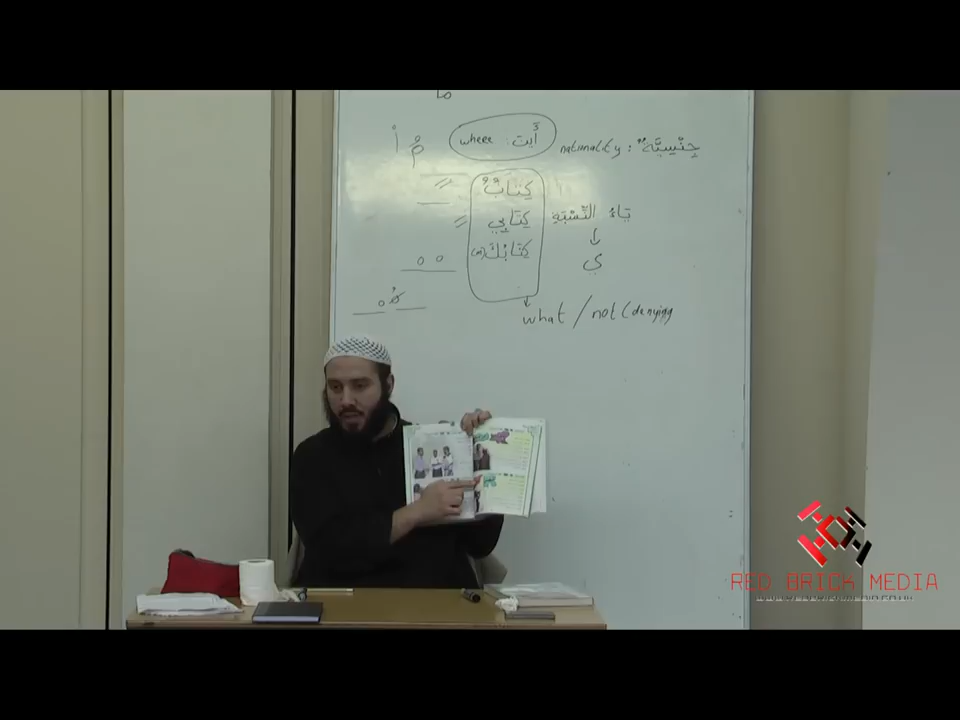 ما
أَيْنَ : where
أْ مْ
جِنْسِيَّةٌ : nationality
كِتَابٌ
كِتَابِي
يَاءُ النِّسْبَةِ
كِتَابُكَ (m)
ي
what / not (denying
RED BRICK MEDIA